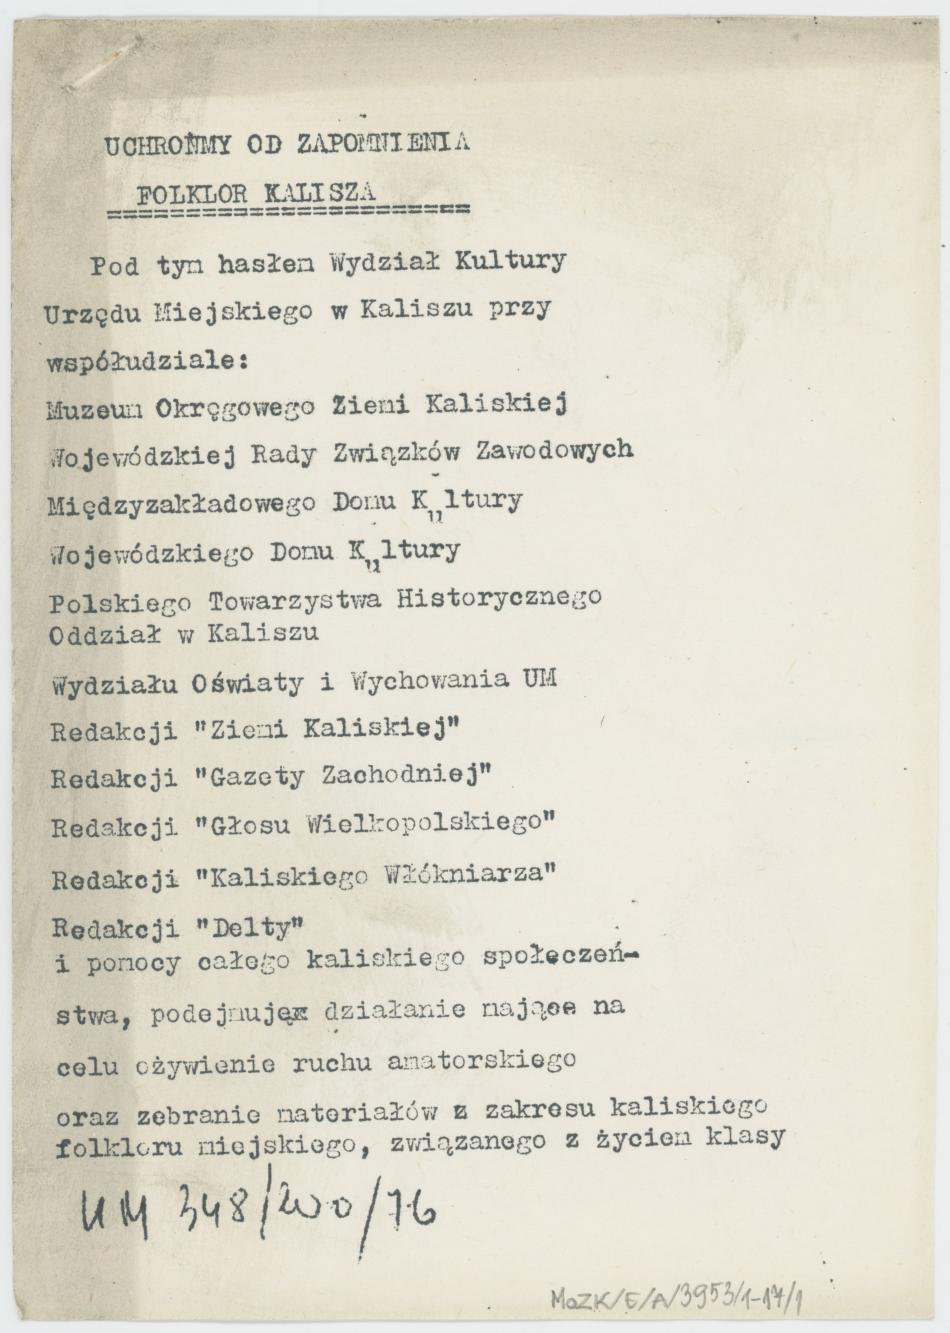 UCHROŃMY OD ZAPOMNIENIA
FOLKLOR KALISZA
=======================
Pod tym hasłem Wydział Kultury
Urzędu Miejskiego w Kaliszu przy
współudziale:
Muzeum Okręgowego Ziemi Kaliskiej
Wojewódzkiej Rady Związków Zawodowych
Międzyzakładowego Domu Kultury
Wojewódzkiego Domu Kultury
Polskiego Towarzystwa Historycznego
Oddział w Kaliszu
Wydziału Oświaty i Wychowania UM
Redakcji "Ziemi Kaliskiej"
Redakcji "Gazety Zachodniej"
Redakcji "Głosu Wielkopolskiego"
Redakcji "Kaliskiego Włókniarza"
Redakcji "Delty"
i pomocy całego kaliskiego społeczeń-
stwa, podejmuje działanie mające na
celu ożywienie ruchu amatorskiego
oraz zebranie materiałów z zakresu kaliskiego
folkloru miejskiego, związanego z życiem klasy
UM 348/200/76
MOZK/E/A/3953/1-17/1